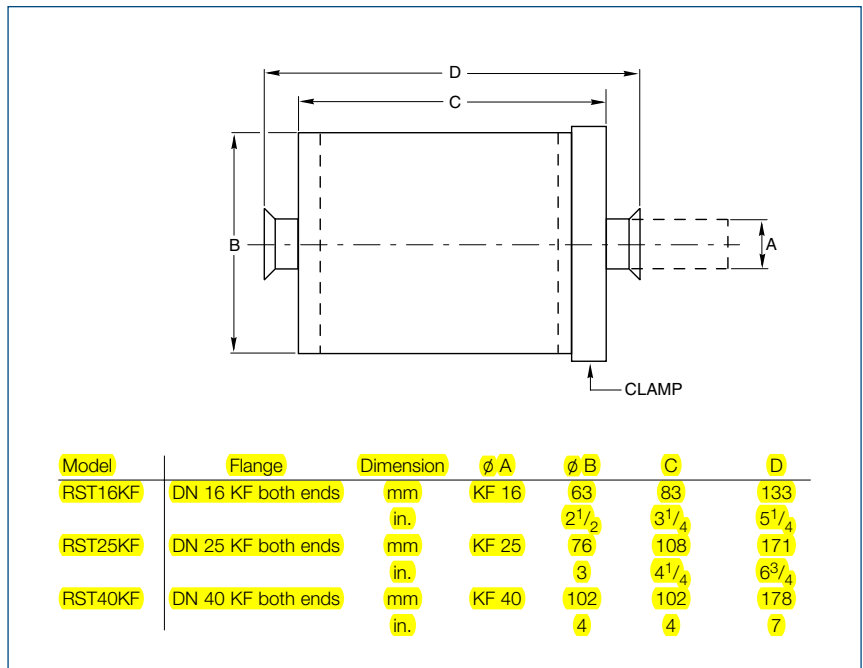 D
C
B
A
CLAMP
Model Flange Dimension ø A ø B C D
RST16KF DN 16 KF both ends mm KF 16 63 83 133
in. 2 1/2 3 1/4 5 1/4
RST25KF DN 25 KF both ends mm KF 25 76 108 171
in. 3 4 1/4 6 3/4
RST40KF DN 40 KF both ends mm KF 40 102 102 178
in. 4 4 7